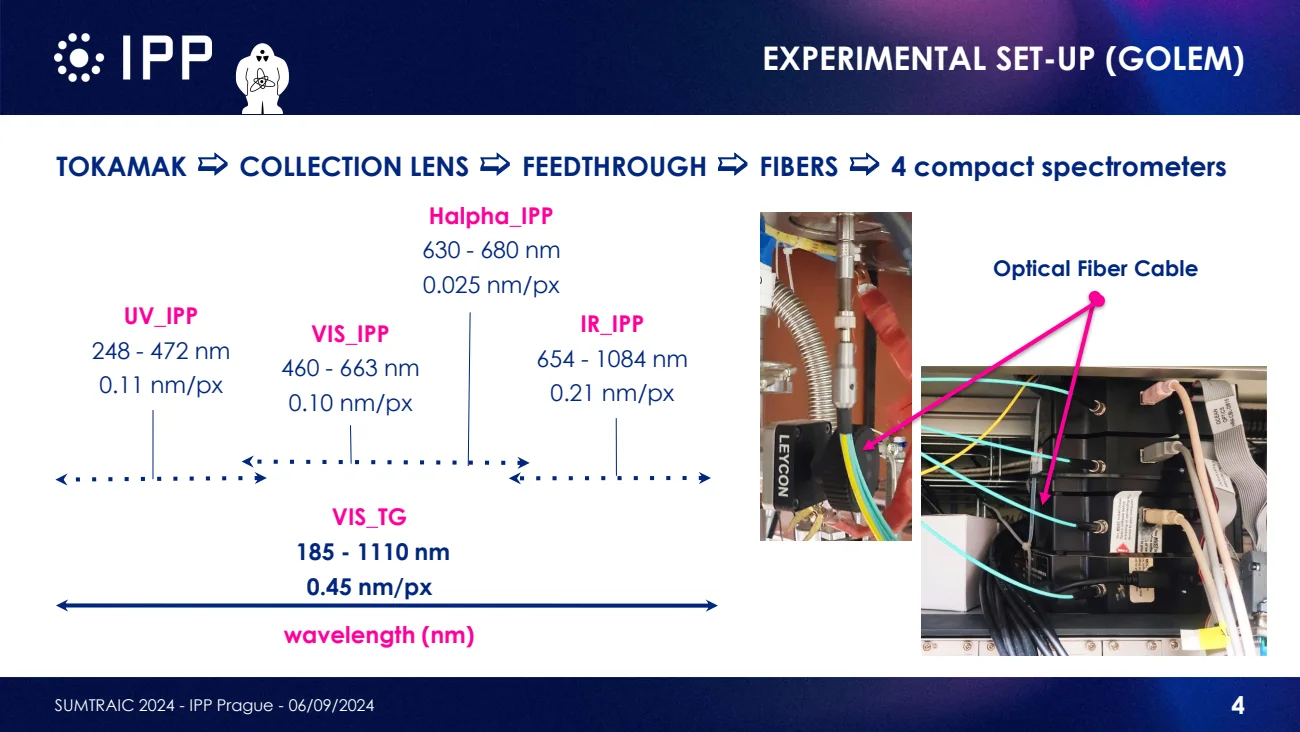 IPP
EXPERIMENTAL SET-UP (GOLEM)
TOKAMAK ⇨ COLLECTION LENS ⇨ FEEDTHROUGH ⇨ FIBERS ⇨ 4 compact spectrometers
Halpha_IPP
630 - 680 nm
0.025 nm/px
UV_IPP
248 - 472 nm
0.11 nm/px
VIS_IPP
460 - 663 nm
0.10 nm/px
IR_IPP
654 - 1084 nm
0.21 nm/px
VIS_TG
185 - 1110 nm
0.45 nm/px
wavelength (nm)
Optical Fiber Cable
LEYCON
SUMTRAIC 2024 - IPP Prague - 06/09/2024
4